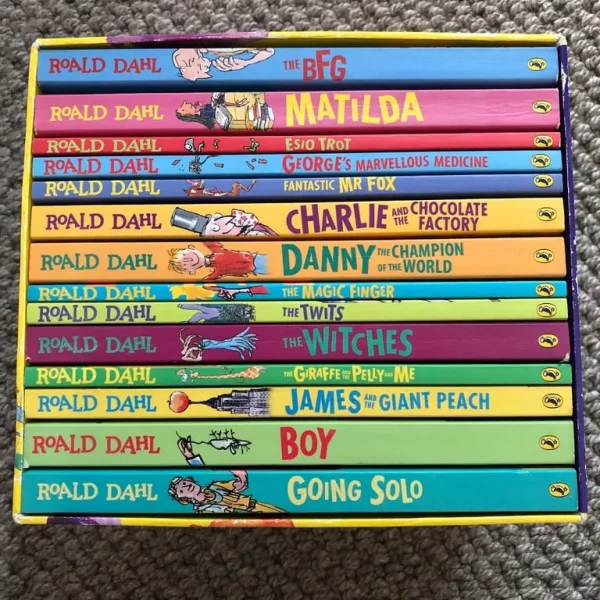 ROALD DAHL THE BFG
ROALD DAHL MATILDA
ROALD DAHL ESIO TROT
ROALD DAHL GEORGE'S MARVELLOUS MEDICINE
ROALD DAHL FANTASTIC MR FOX
ROALD DAHL CHARLIE AND THE CHOCOLATE FACTORY
ROALD DAHL DANNY THE CHAMPION OF THE WORLD
ROALD DAHL THE MAGIC FINGER
ROALD DAHL THE TWITS
ROALD DAHL THE WITCHES
ROALD DAHL THE GIRAFFE AND THE PELLY AND ME
ROALD DAHL JAMES AND THE GIANT PEACH
ROALD DAHL BOY
ROALD DAHL GOING SOLO